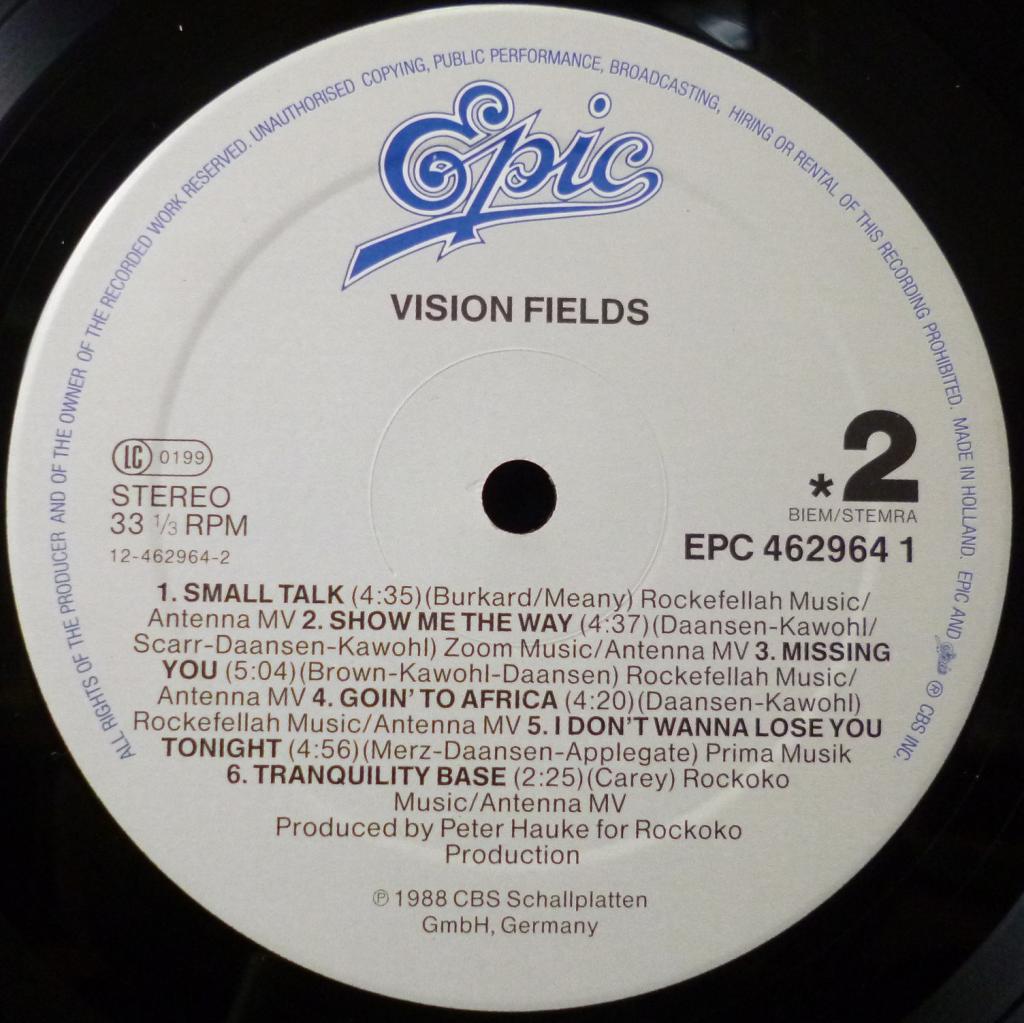 ALL RIGHTS OF THE PRODUCER AND OF THE OWNER OF THE RECORDED WORK RESERVED. UNAUTHORISED COPYING, PUBLIC PERFORMANCE, BROADCASTING, HIRING OR RENTAL OF THIS RECORDING PROHIBITED. MADE IN HOLLAND. EPIC AND Epic ® CBS INC.
Epic
VISION FIELDS
LC 0199
STEREO
33 1/3 RPM
12-462964-2
*2
BIEM/STEMRA
EPC 462964 1
1. SMALL TALK (4:35)(Burkard/Meany) Rockefellah Music/
Antenna MV 2. SHOW ME THE WAY (4:37)(Daansen-Kawohl/
Scarr-Daansen-Kawohl) Zoom Music/Antenna MV 3. MISSING
YOU (5:04)(Brown-Kawohl-Daansen) Rockefellah Music/
Antenna MV 4. GOIN' TO AFRICA (4:20)(Daansen-Kawohl)
Rockefellah Music/Antenna MV 5. I DON'T WANNA LOSE YOU
TONIGHT (4:56)(Merz-Daansen-Applegate) Prima Musik
6. TRANQUILITY BASE (2:25)(Carey) Rockoko
Music/Antenna MV
Produced by Peter Hauke for Rockoko
Production
℗ 1988 CBS Schallplatten
GmbH, Germany